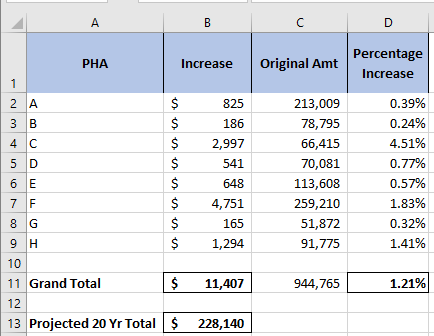 A B C D
1 PHA Increase Original Amt Percentage Increase
2 A $ 825 213,009 0.39%
3 B $ 186 78,795 0.24%
4 C $ 2,997 66,415 4.51%
5 D $ 541 70,081 0.77%
6 E $ 648 113,608 0.57%
7 F $ 4,751 259,210 1.83%
8 G $ 165 51,872 0.32%
9 H $ 1,294 91,775 1.41%
10
11 Grand Total $ 11,407 944,765 1.21%
12
13 Projected 20 Yr Total $ 228,140